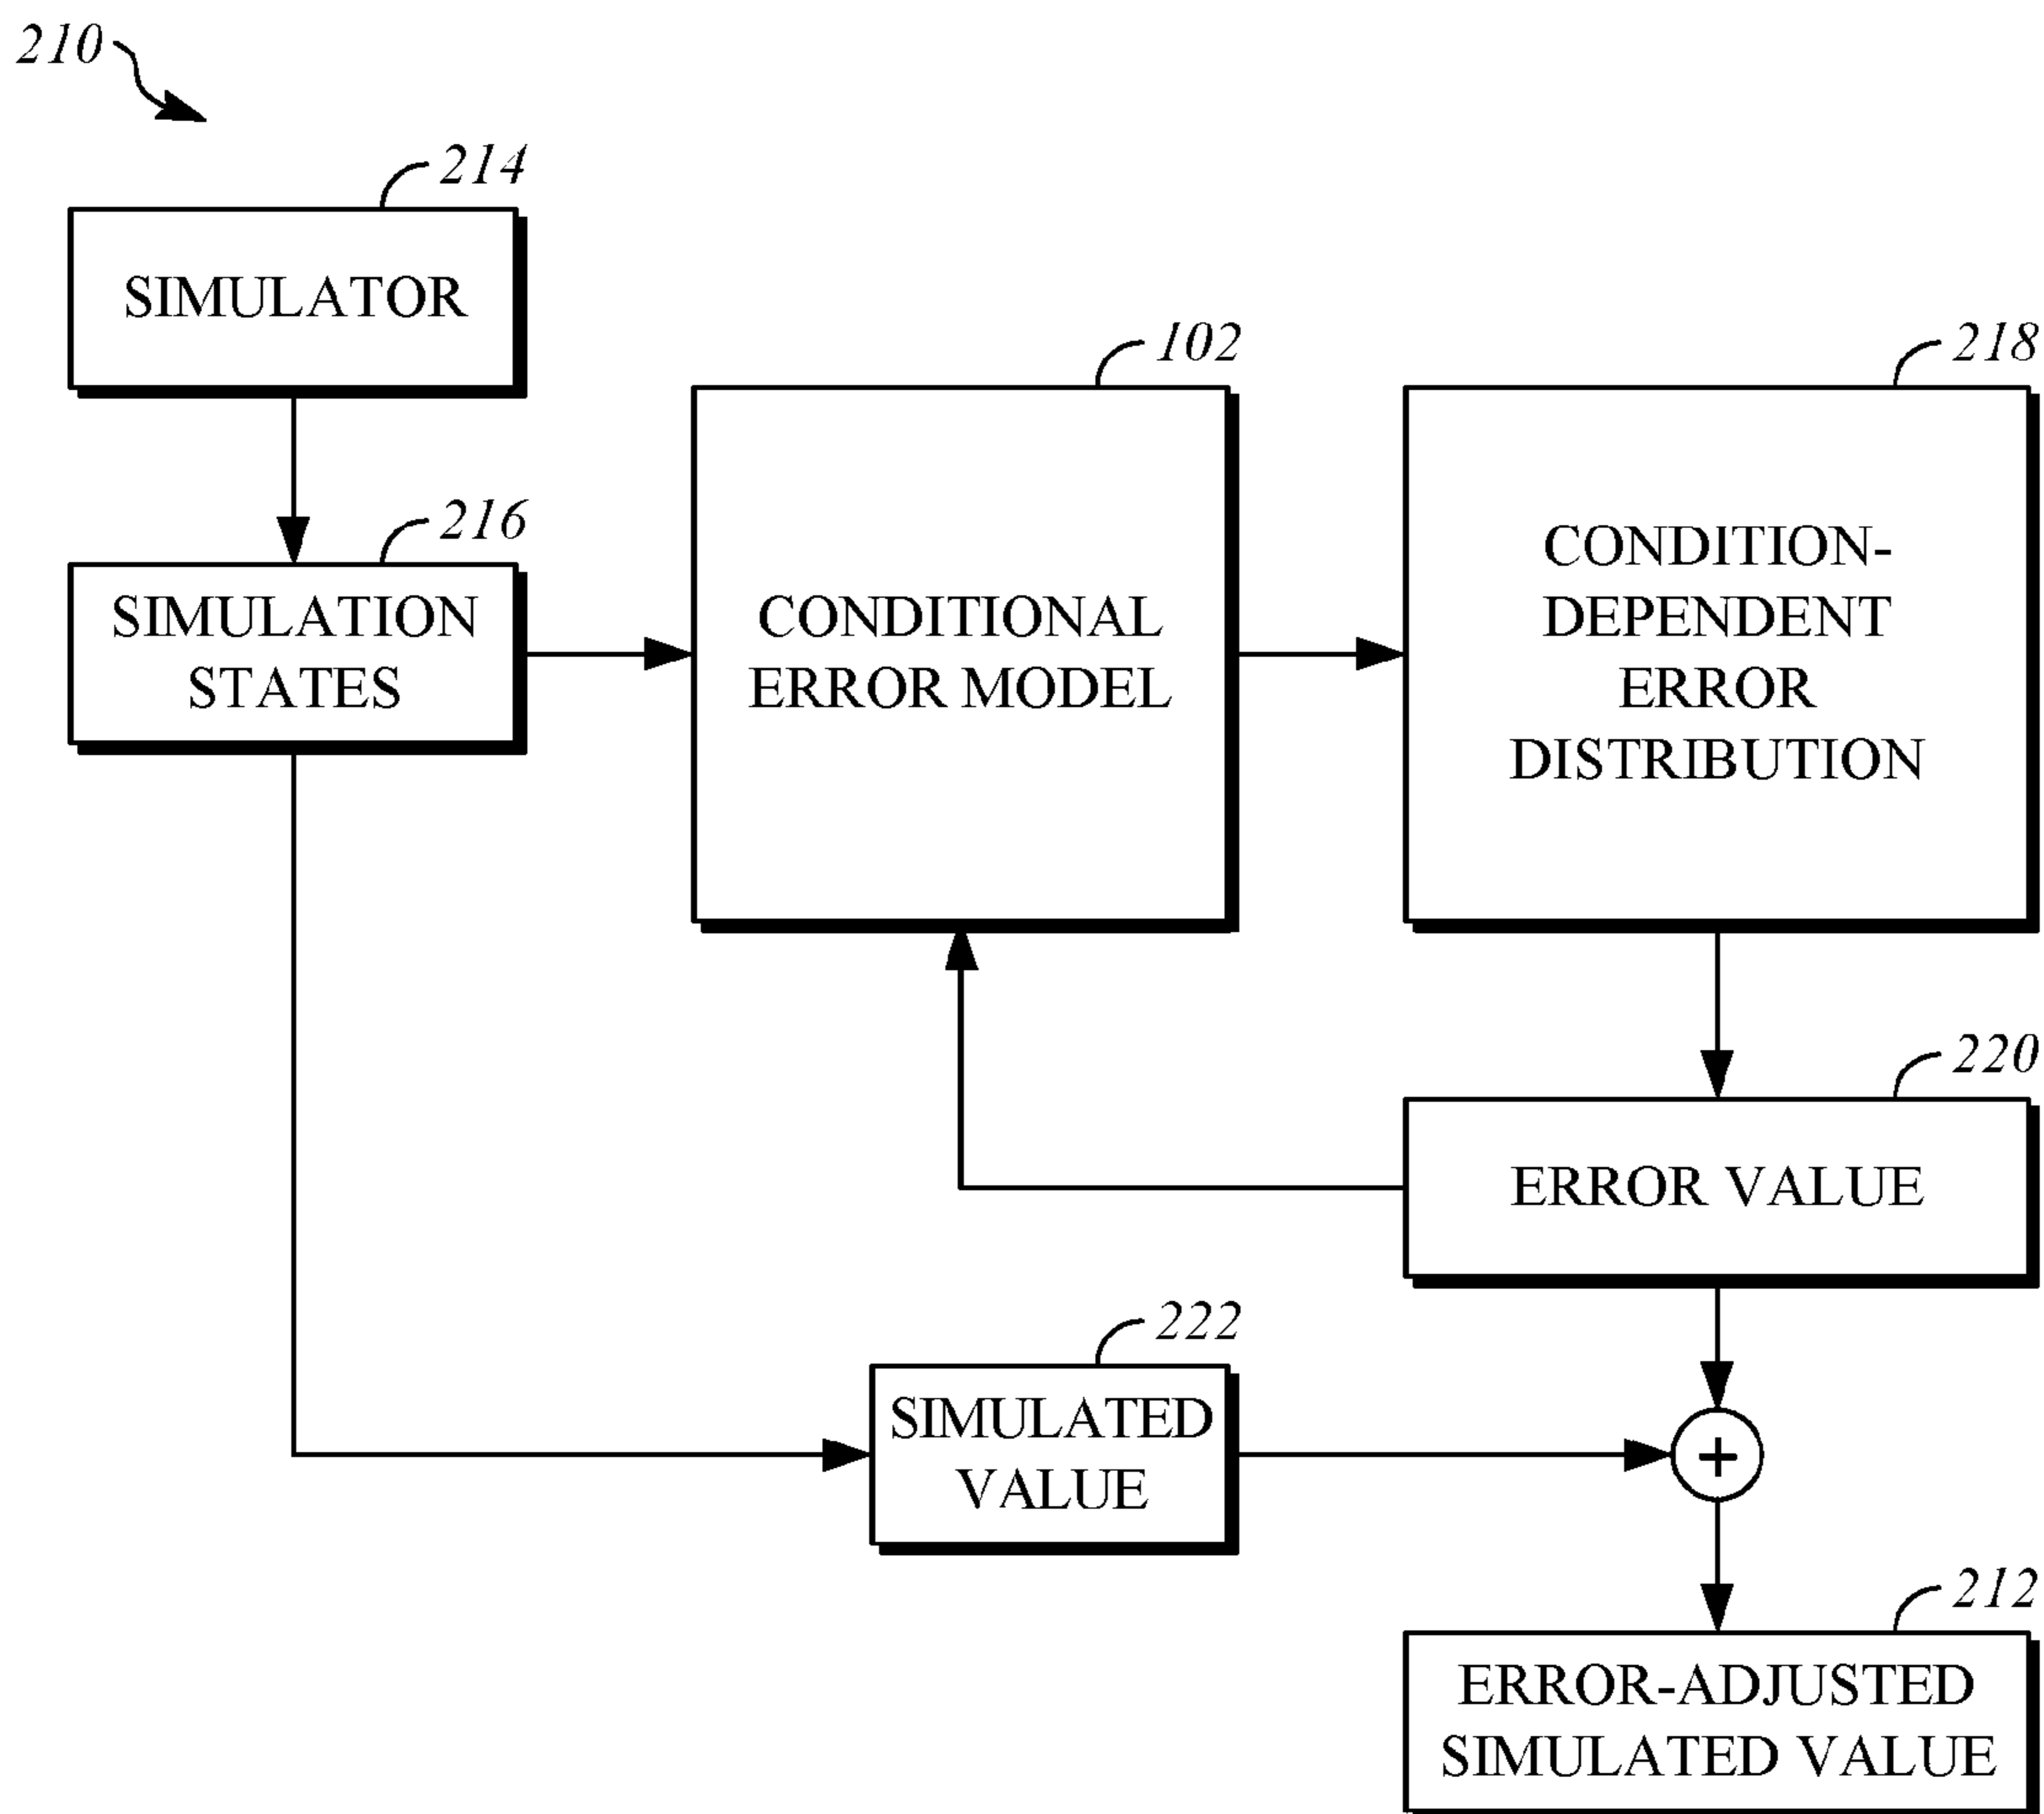 210
214
SIMULATOR
102
218
216
SIMULATION
STATES
CONDITIONAL
ERROR MODEL
CONDITION-
DEPENDENT
ERROR
DISTRIBUTION
220
ERROR VALUE
222
SIMULATED
VALUE
+
212
ERROR-ADJUSTED
SIMULATED VALUE